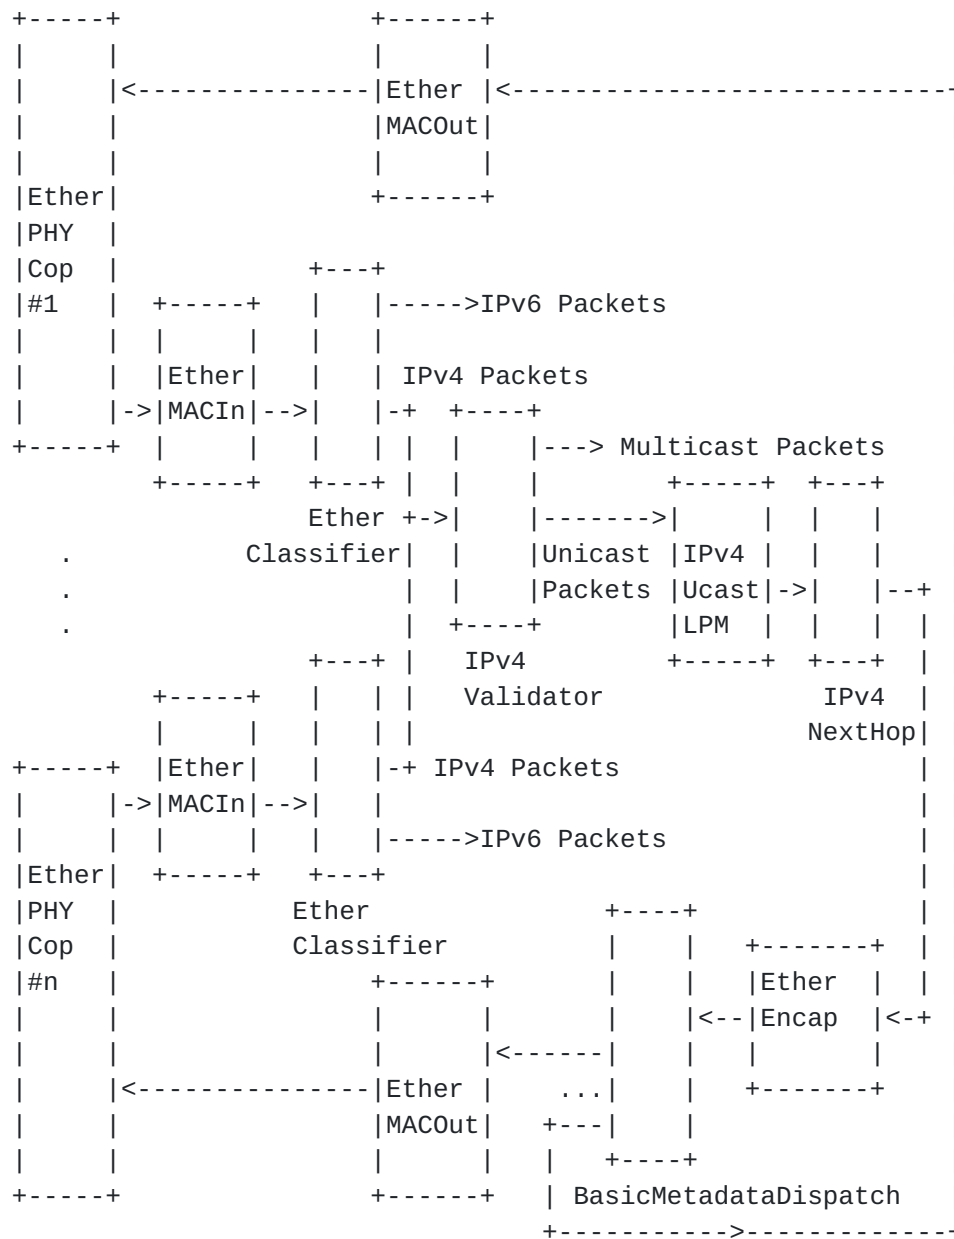 Ether
MACOut
Ether
PHY
Cop
#1
IPv6 Packets
Ether IPv4 Packets
MACIn
Multicast Packets
Ether
Classifier Unicast IPv4
. Packets Ucast
. LPM
.
IPv4
Validator IPv4
NextHop
Ether IPv4 Packets
MACIn
IPv6 Packets
Ether
PHY Ether
Cop Classifier
#n Ether
Encap
Ether ...
MACOut
BasicMetadataDispatch